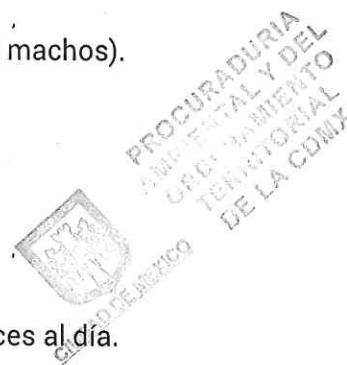 machos).
PROCURADURIA
AMBIENTAL Y DEL
ORDENAMIENTO
TERRITORIAL
DE LA CDMX
CIUDAD DE MEXICO
ces al día.